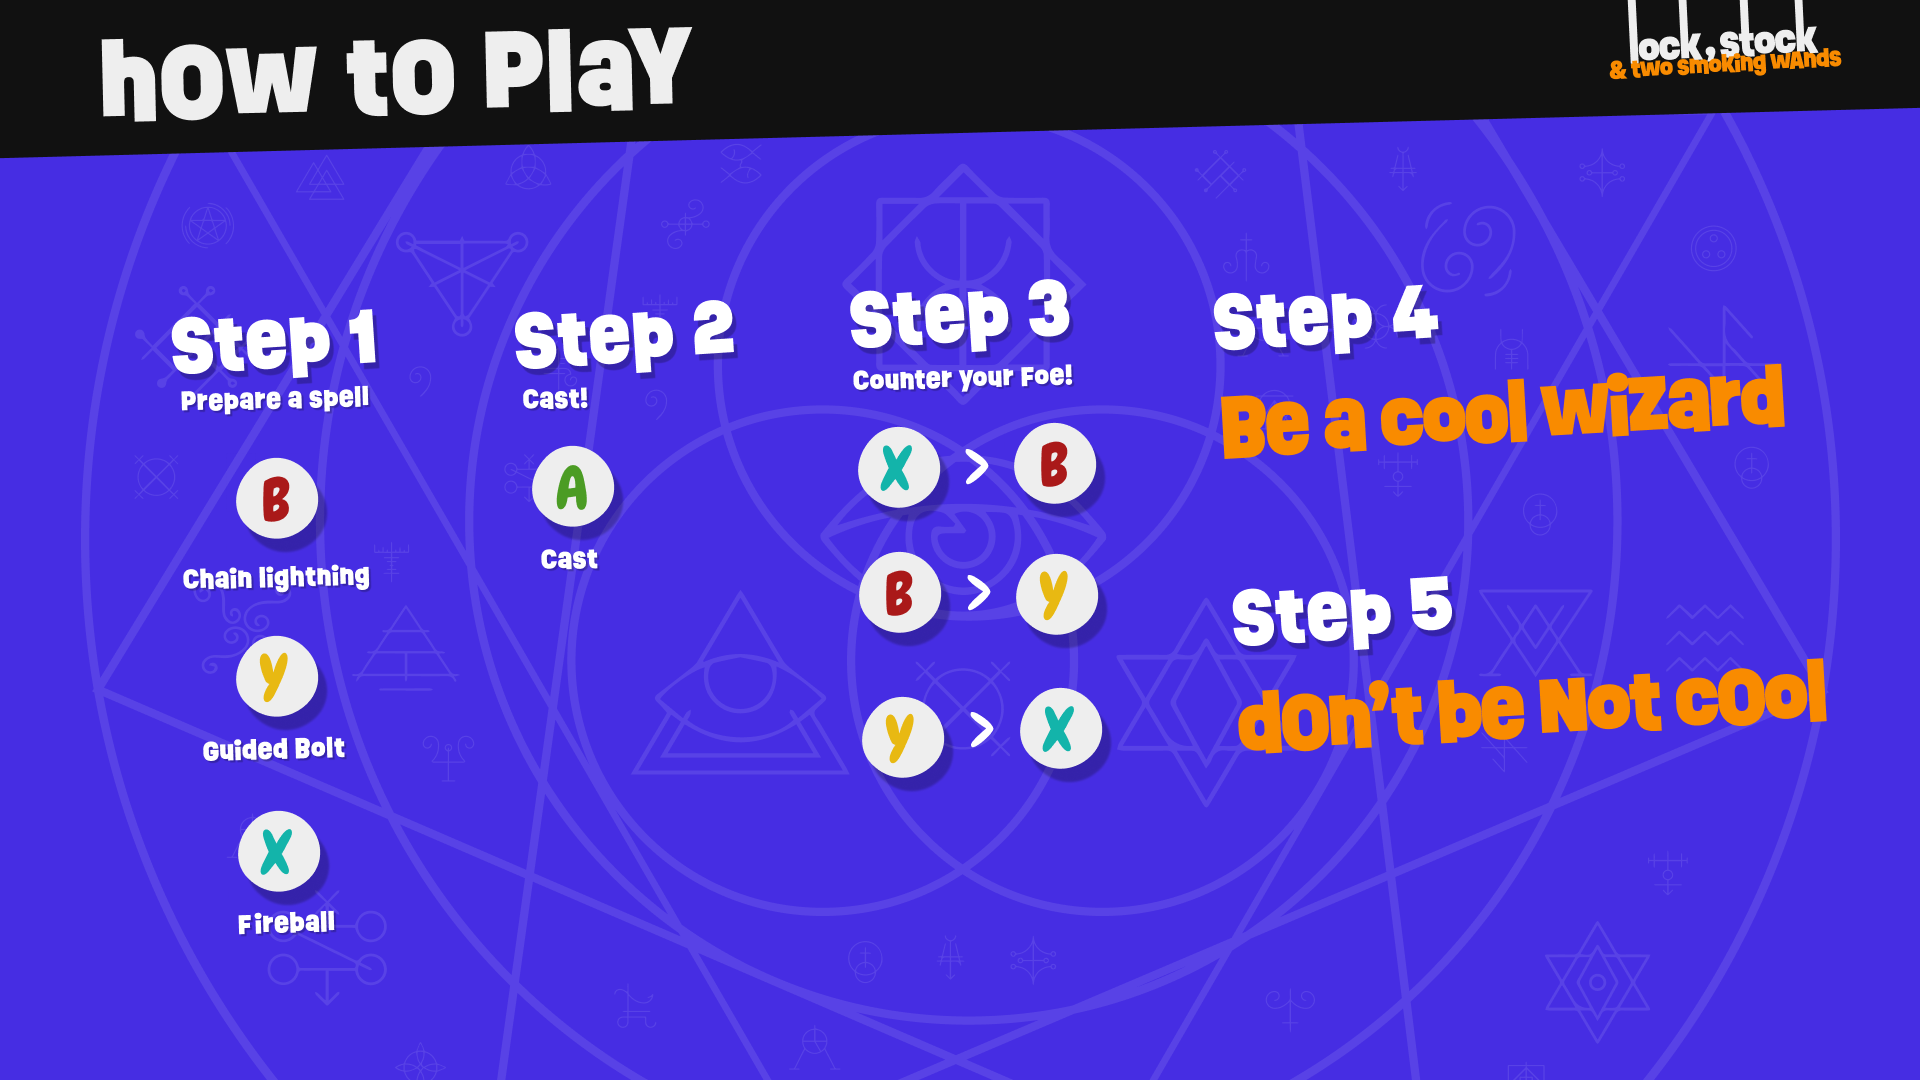 how to PlaY
lock, stock
& two smoking wAnds
Step 1
Prepare a spell
B
Chain lightning
Y
Guided Bolt
X
Fireball
Step 2
Cast!
A
Cast
Step 3
Counter your Foe!
X > B
B > Y
Y > X
Step 4
Be a cool WiZard
Step 5
dOn't be Not cOol